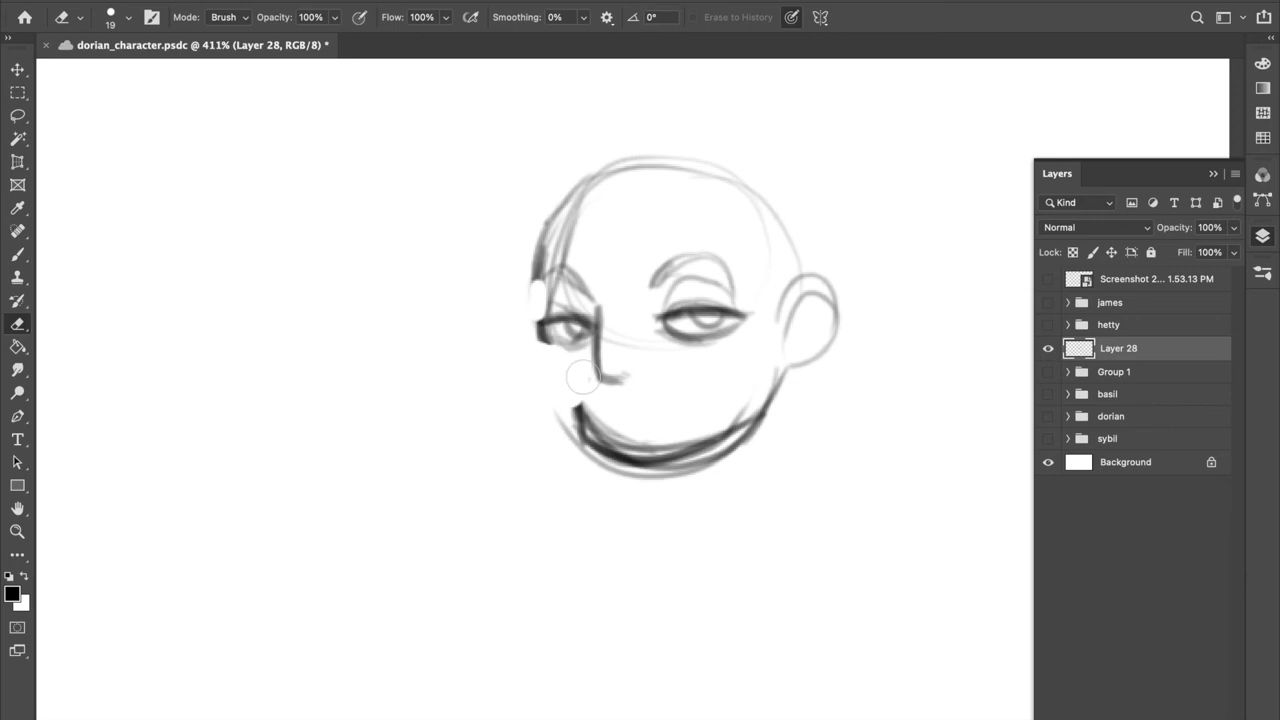 19 Mode: Brush Opacity: 100% Flow: 100% Smoothing: 0% 0° Erase to History
dorian_character.psdc @ 411% (Layer 28, RGB/8) *
Layers
Kind
Normal Opacity: 100%
Lock: Fill: 100%
Screenshot 2... 1.53.13 PM
james
hetty
Layer 28
Group 1
basil
dorian
sybil
Background